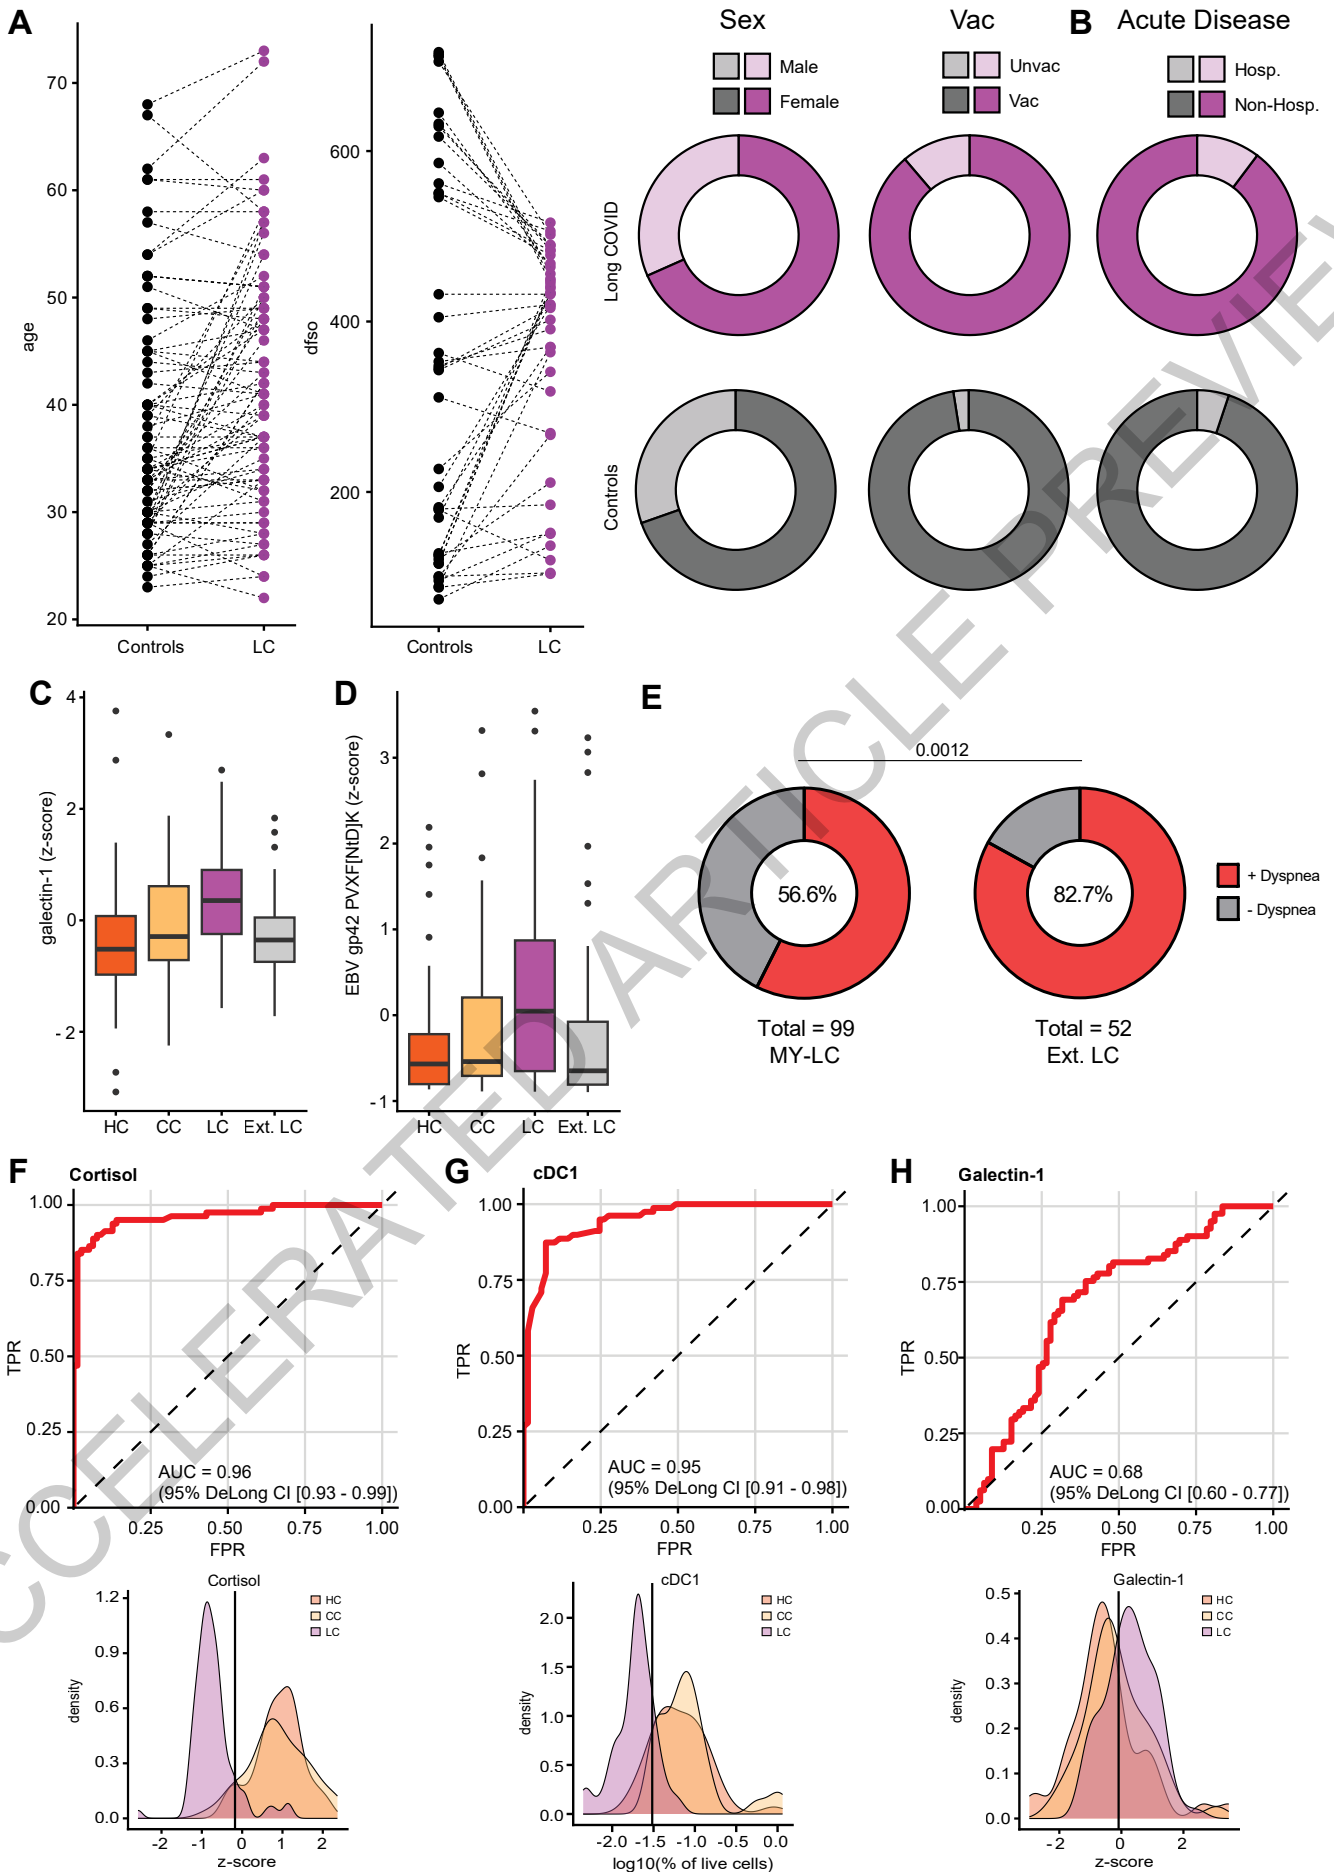 A
Sex
Vac
B
Acute Disease
Male
Female
Unvac
Vac
Hosp.
Non-Hosp.
70
60
50
40
30
20
age
Controls
LC
600
400
200
dfso
Controls
LC
Long COVID
Controls
C
4
2
0
-2
galectin-1 (z-score)
HC
CC
LC
Ext. LC
D
3
2
1
0
-1
EBV gp42 PVXF[NtD]K (z-score)
HC
CC
LC
Ext. LC
E
0.0012
56.6%
82.7%
+ Dyspnea
- Dyspnea
Total = 99
MY-LC
Total = 52
Ext. LC
F
Cortisol
1.00
0.75
0.50
0.25
0.00
TPR
AUC = 0.96
(95% DeLong CI [0.93 - 0.99])
0.25
0.50
0.75
1.00
FPR
G
cDC1
1.00
0.75
0.50
0.25
0.00
TPR
AUC = 0.95
(95% DeLong CI [0.91 - 0.98])
0.25
0.50
0.75
1.00
FPR
H
Galectin-1
1.00
0.75
0.50
0.25
0.00
TPR
AUC = 0.68
(95% DeLong CI [0.60 - 0.77])
0.25
0.50
0.75
1.00
FPR
Cortisol
HC
CC
LC
1.2
0.9
0.6
0.3
0.0
density
-2
-1
0
1
2
z-score
cDC1
HC
CC
LC
2.0
1.5
1.0
0.5
0.0
density
-2.0
-1.5
-1.0
-0.5
0.0
log10(% of live cells)
Galectin-1
HC
CC
LC
0.5
0.4
0.3
0.2
0.1
0.0
density
-2
0
2
z-score
CCELERATED ARTICLE PREVIE